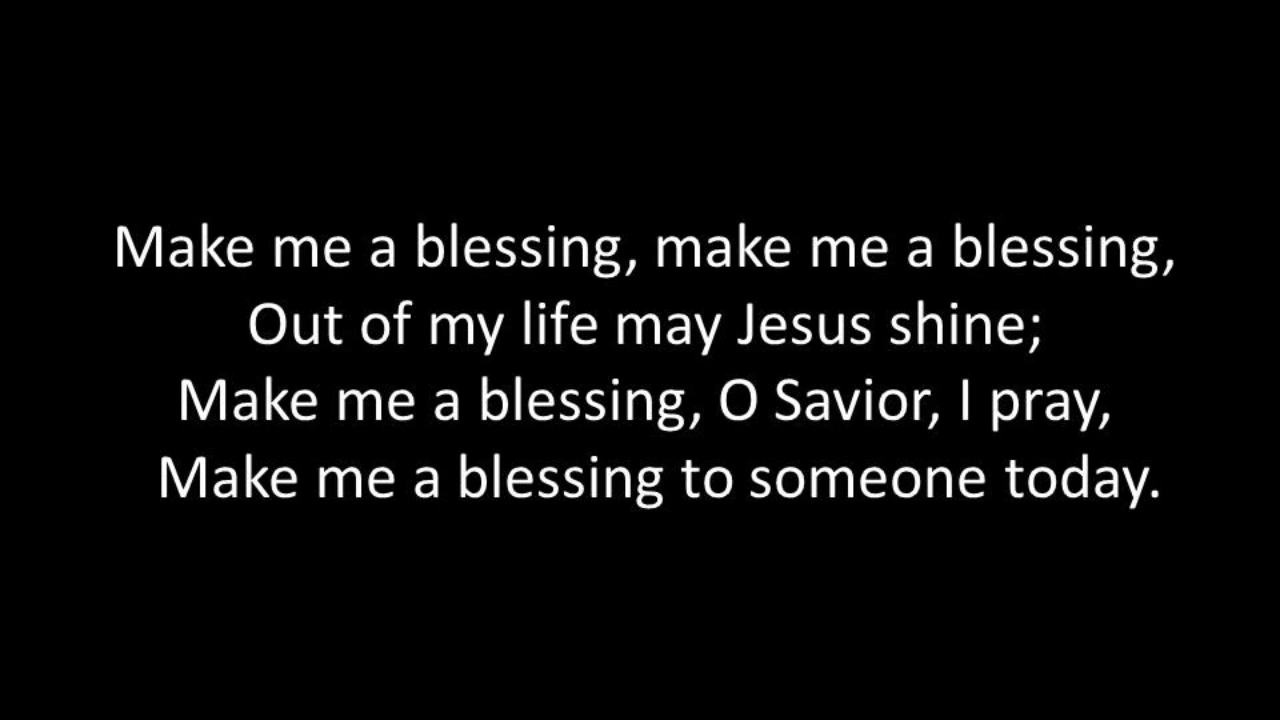 Make me a blessing, make me a blessing,
Out of my life may Jesus shine;
Make me a blessing, O Savior, I pray,
Make me a blessing to someone today.